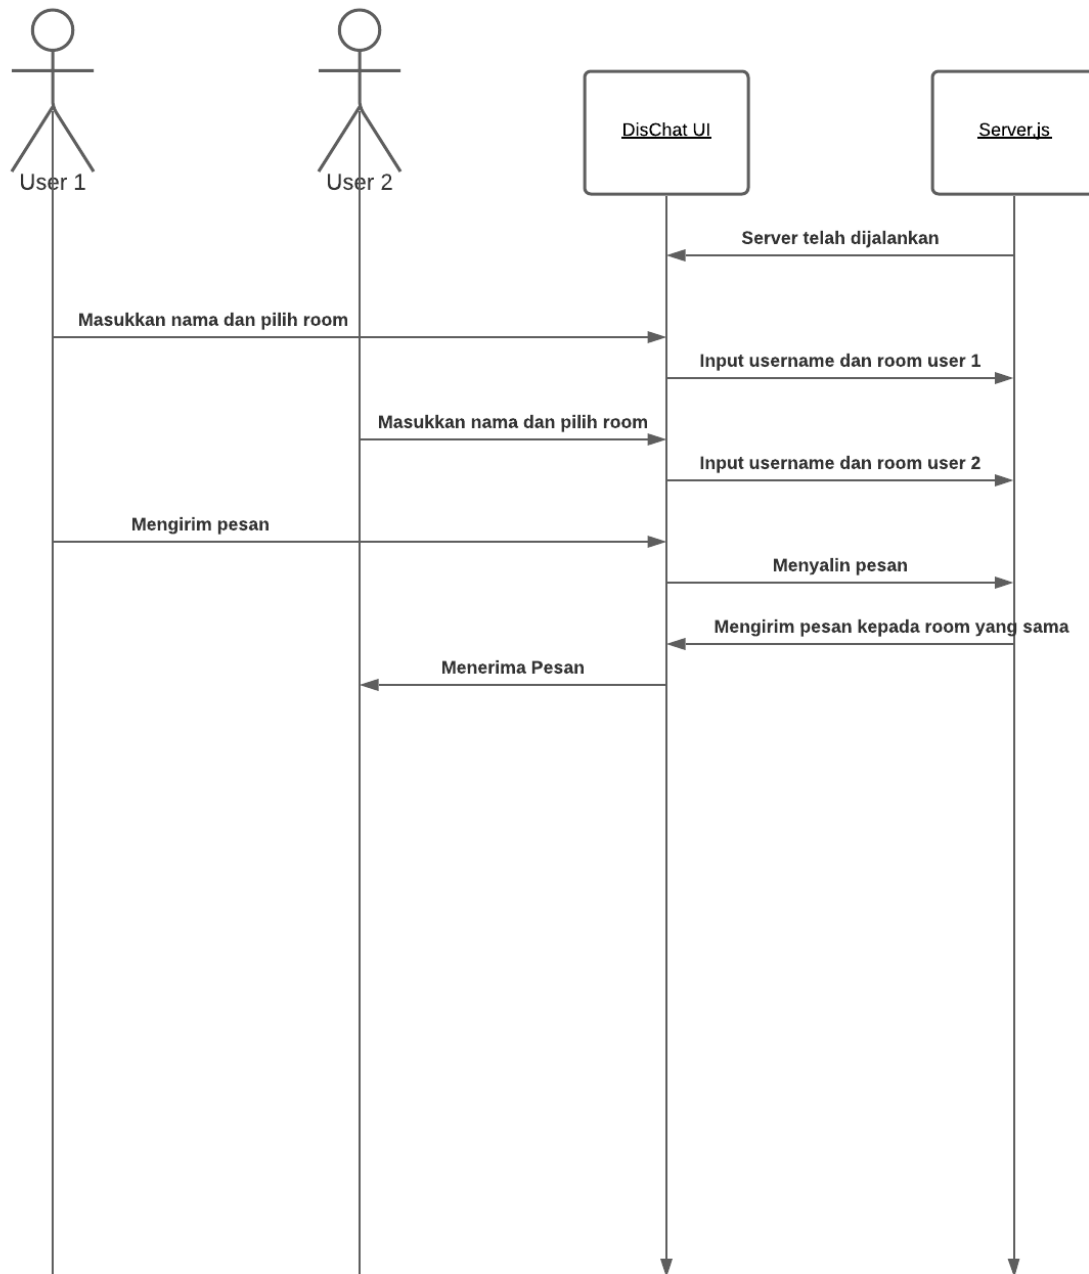 User 1
User 2
DisChat UI
Server.js
Server telah dijalankan
Masukkan nama dan pilih room
Input username dan room user 1
Masukkan nama dan pilih room
Input username dan room user 2
Mengirim pesan
Menyalin pesan
Mengirim pesan kepada room yang sama
Menerima Pesan